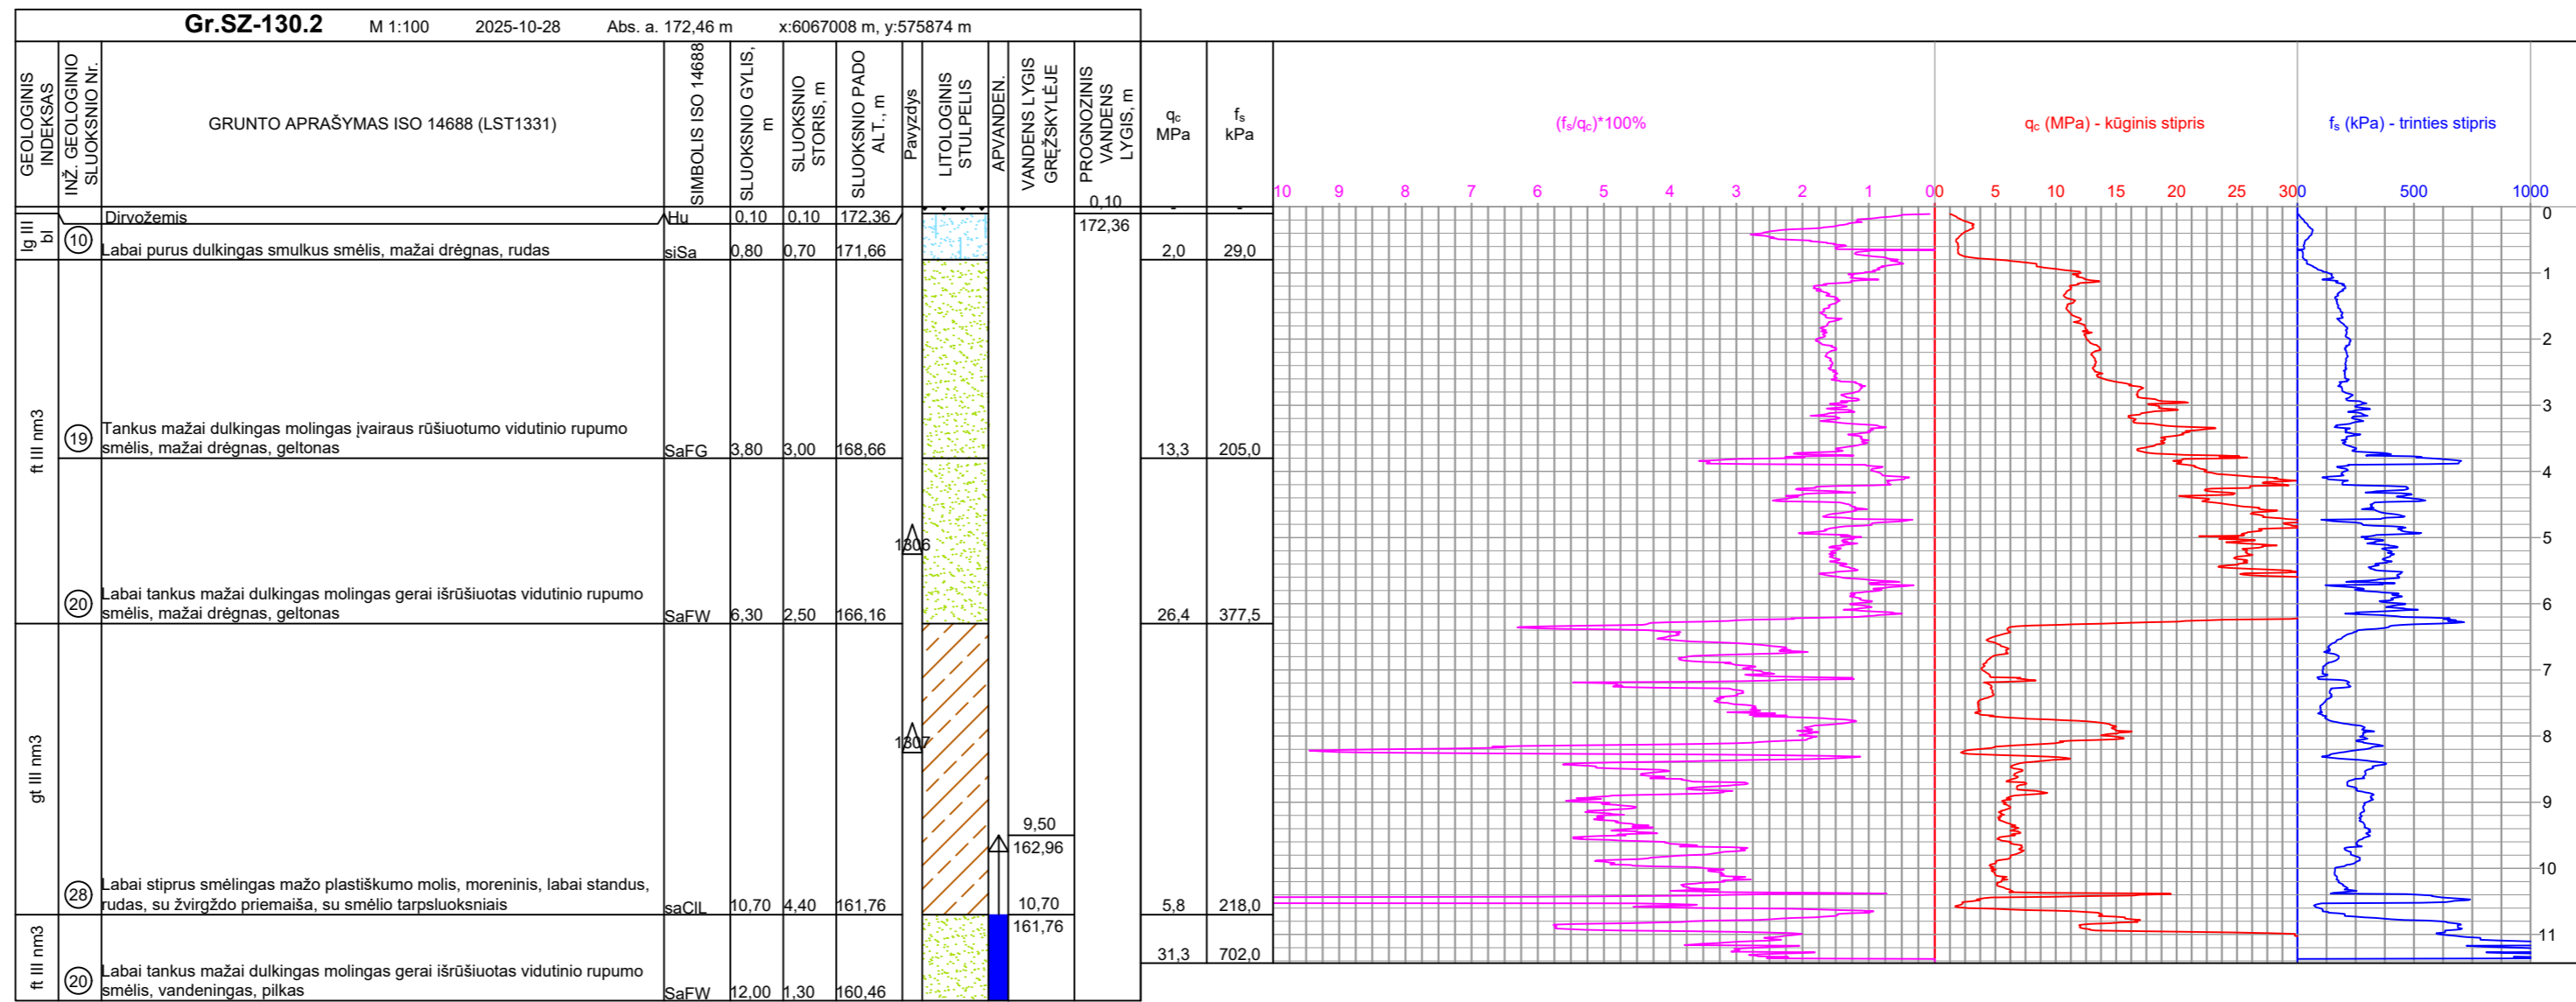 Gr.SZ-130.2 M 1:100 2025-10-28 Abs. a. 172,46 m x:6067008 m, y:575874 m
GEOLOGINIS INDEKSAS
INŽ. GEOLOGINIO SLUOKSNIO Nr.
GRUNTO APRAŠYMAS ISO 14688 (LST1331)
SIMBOLIS ISO 14688
SLUOKSNIO GYLIS, m
SLUOKSNIO STORIS, m
SLUOKSNIO PADO ALT., m
Pavyzdys
LITOLOGINIS STULPELIS
APVANDEN.
VANDENS LYGIS GRĘŽSKYLĖJE
PROGNOZINIS VANDENS LYGIS, m
qc MPa
fs kPa
(fs/qc)*100%
qc (MPa) - kūginis stipris
fs (kPa) - trinties stipris
10 9 8 7 6 5 4 3 2 1 0
0 5 10 15 20 25 30
0 500 1000
0,10
172,36
lg III bl
Dirvožemis Hu 0,10 0,10 172,36 - -
10 Labai purus dulkingas smulkus smėlis, mažai drėgnas, rudas siSa 0,80 0,70 171,66 2,0 29,0
ft III nm3
19 Tankus mažai dulkingas molingas įvairaus rūšiuotumo vidutinio rupumo
smėlis, mažai drėgnas, geltonas SaFG 3,80 3,00 168,66 13,3 205,0
1306
20 Labai tankus mažai dulkingas molingas gerai išrūšiuotas vidutinio rupumo
smėlis, mažai drėgnas, geltonas SaFW 6,30 2,50 166,16 26,4 377,5
gt III nm3
1307
9,50
162,96
28 Labai stiprus smėlingas mažo plastiškumo molis, moreninis, labai standus,
rudas, su žvirgždo priemaiša, su smėlio tarpsluoksniais saClL 10,70 4,40 161,76 10,70 5,8 218,0
161,76
ft III nm3
20 Labai tankus mažai dulkingas molingas gerai išrūšiuotas vidutinio rupumo
smėlis, vandeningas, pilkas SaFW 12,00 1,30 160,46 31,3 702,0
0
1
2
3
4
5
6
7
8
9
10
11